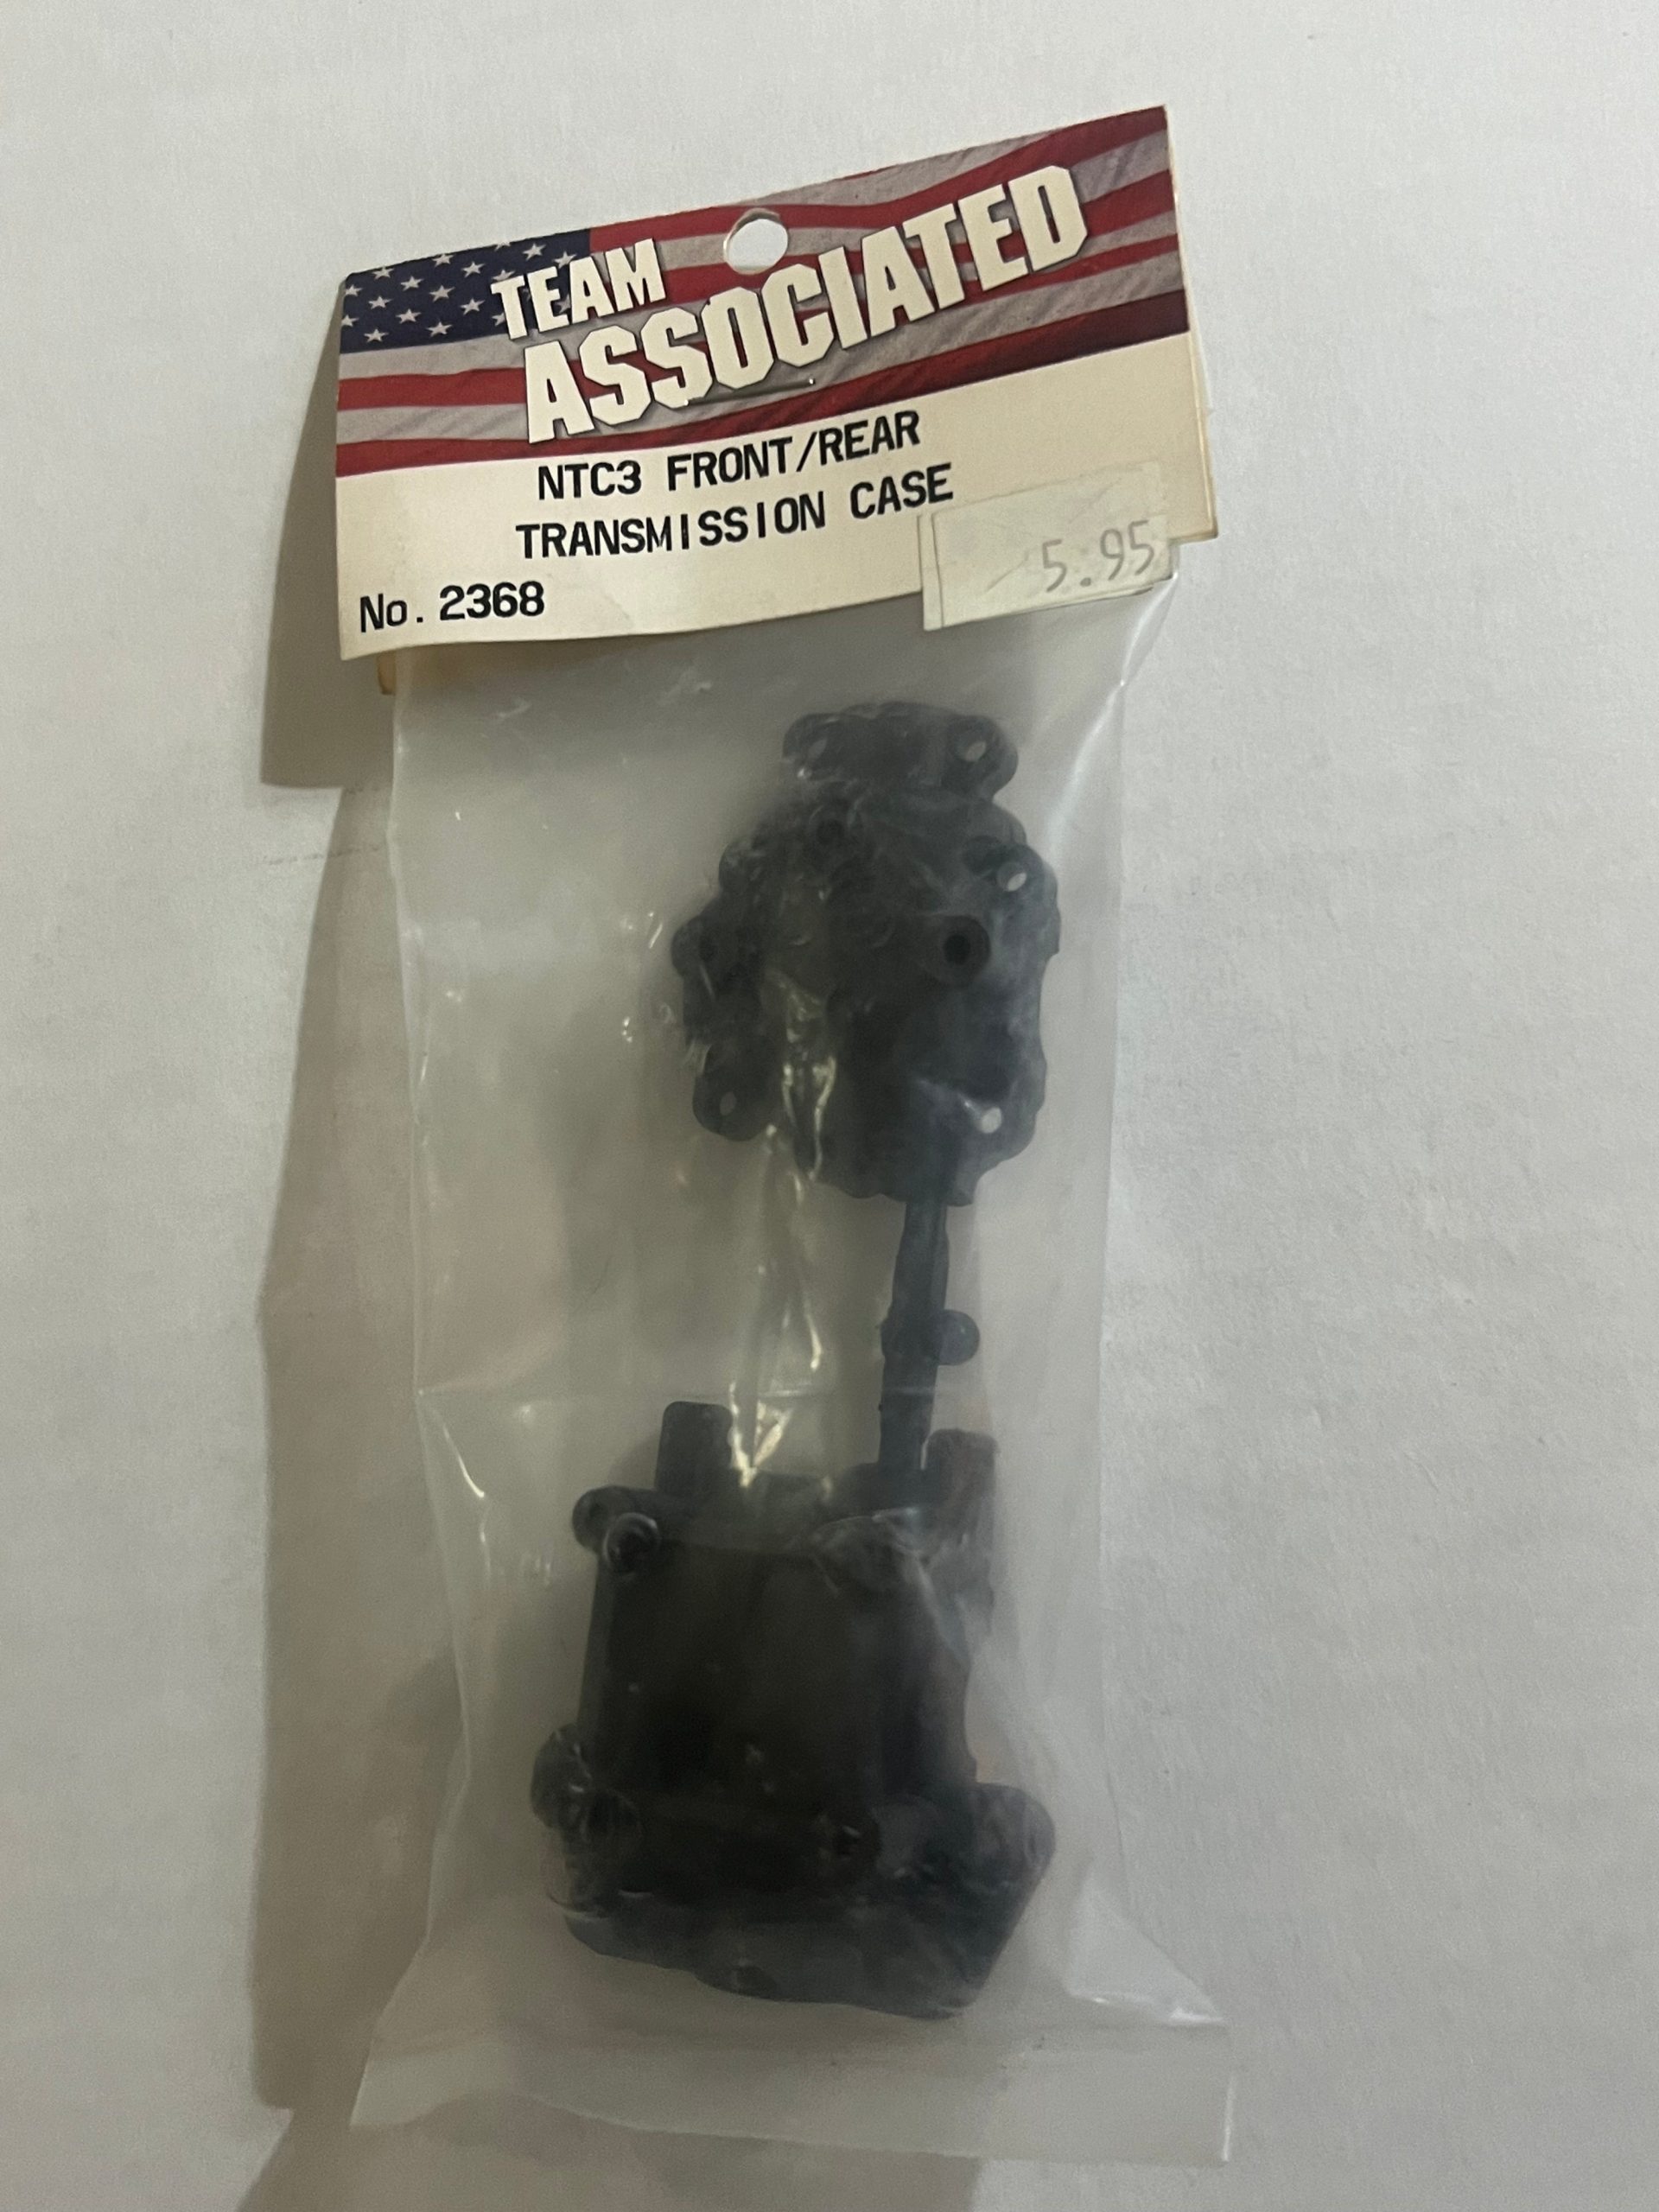 TEAM
ASSOCIATED
NTC3 FRONT/REAR
TRANSMISSION CASE
5.95
No. 2368